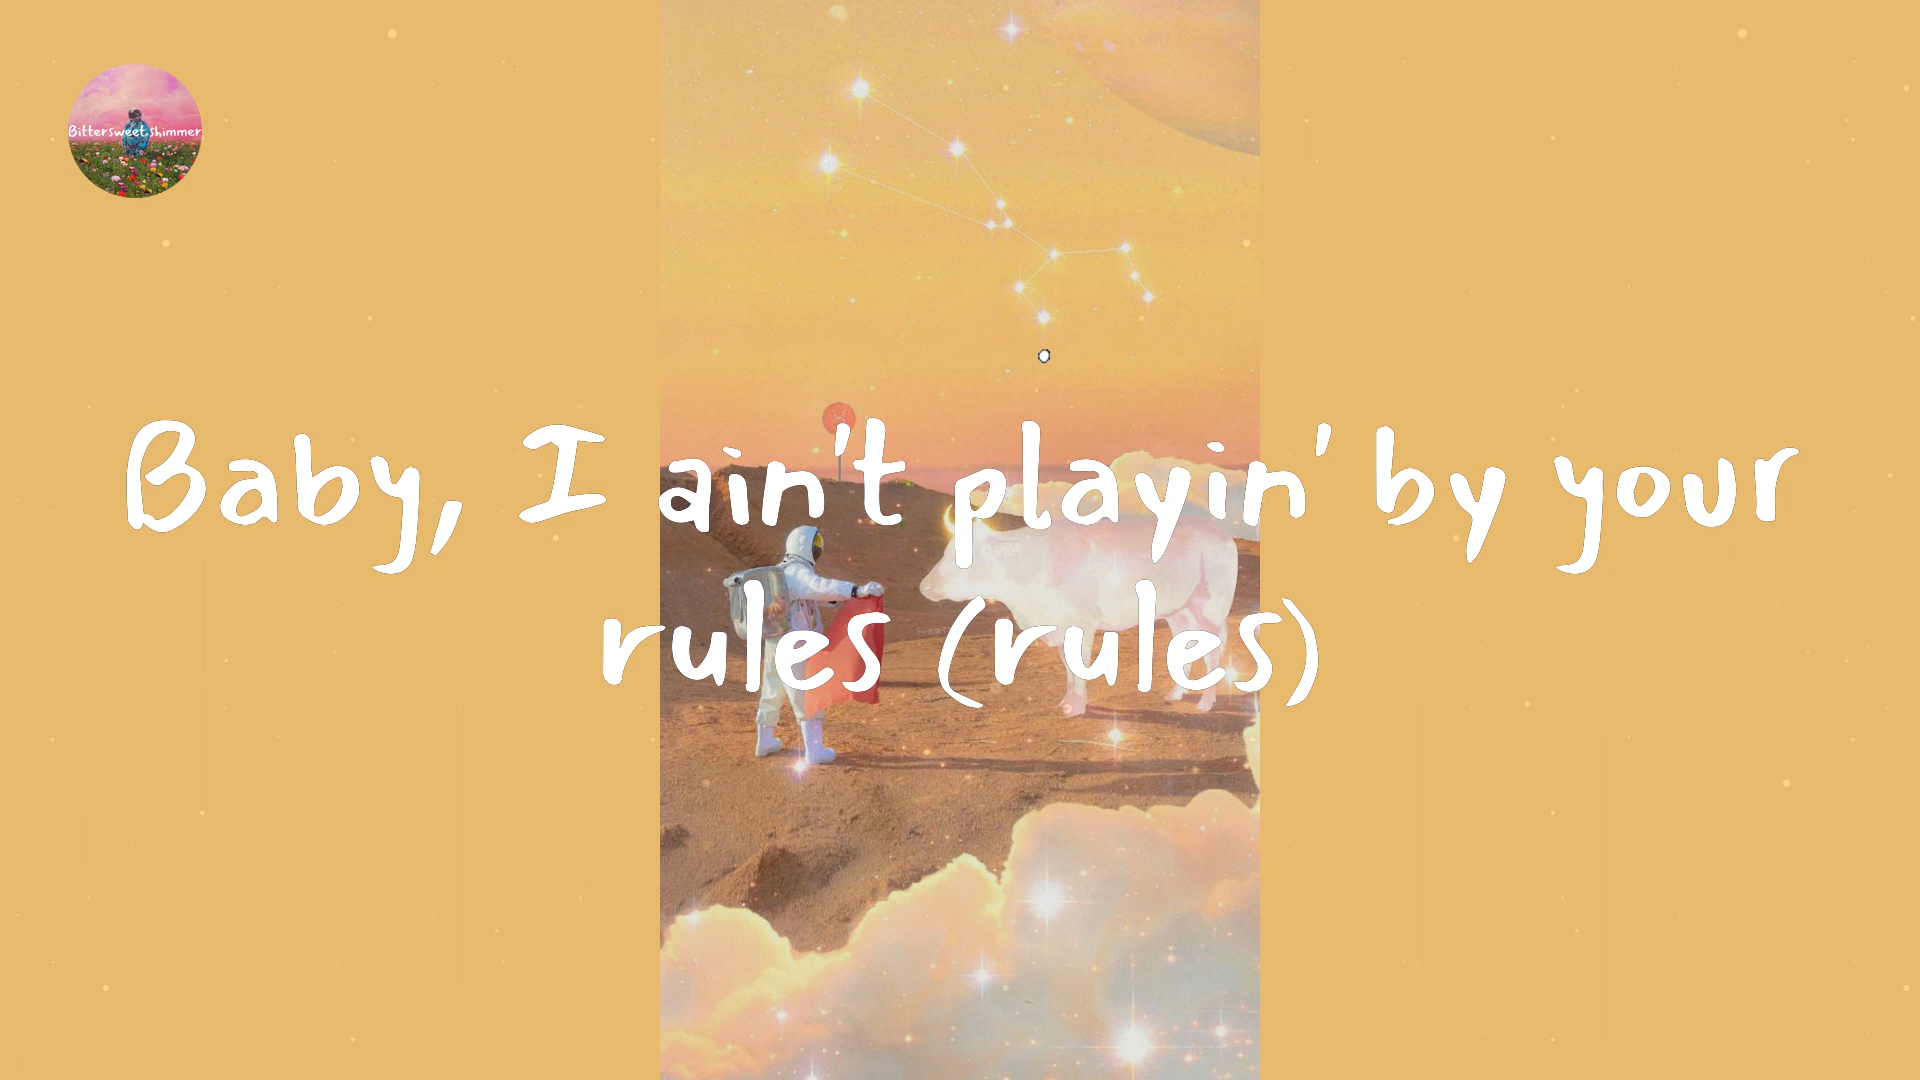 Bittersweet shimmer
Baby, I ain't playin' by your
rules (rules)